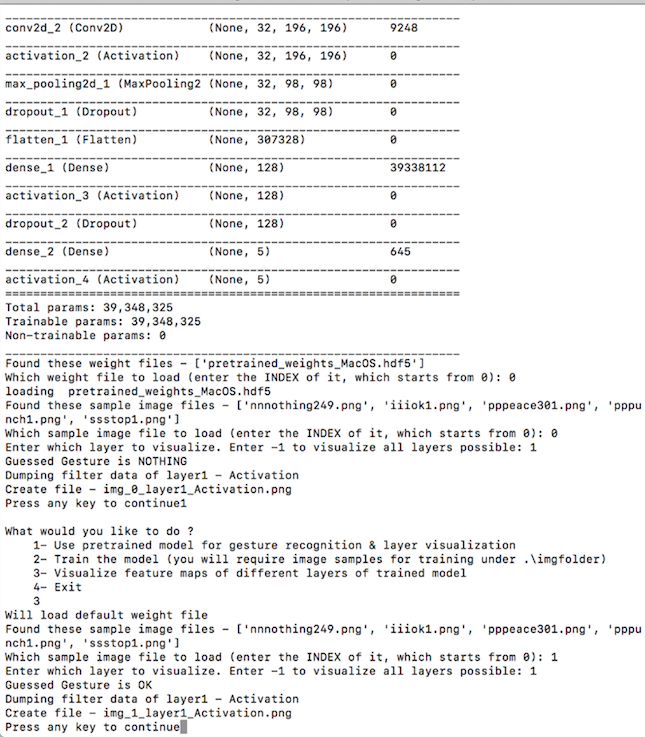 conv2d_2 (Conv2D) (None, 32, 196, 196) 9248
activation_2 (Activation) (None, 32, 196, 196) 0
max_pooling2d_1 (MaxPooling2 (None, 32, 98, 98) 0
dropout_1 (Dropout) (None, 32, 98, 98) 0
flatten_1 (Flatten) (None, 307328) 0
dense_1 (Dense) (None, 128) 39338112
activation_3 (Activation) (None, 128) 0
dropout_2 (Dropout) (None, 128) 0
dense_2 (Dense) (None, 5) 645
activation_4 (Activation) (None, 5) 0
Total params: 39,348,325
Trainable params: 39,348,325
Non-trainable params: 0
Found these weight files - ['pretrained_weights_MacOS.hdf5']
Which weight file to load (enter the INDEX of it, which starts from 0): 0
loading  pretrained_weights_MacOS.hdf5
Found these sample image files - ['nnnothing249.png', 'iiiok1.png', 'pppeace301.png', 'pppu
nch1.png', 'ssstop1.png']
Which sample image file to load (enter the INDEX of it, which starts from 0): 0
Enter which layer to visualize. Enter -1 to visualize all layers possible: 1
Guessed Gesture is NOTHING
Dumping filter data of layer1 - Activation
Create file - img_0_layer1_Activation.png
Press any key to continue1
What would you like to do ?
1- Use pretrained model for gesture recognition & layer visualization
2- Train the model (you will require image samples for training under .\imgfolder)
3- Visualize feature maps of different layers of trained model
4- Exit
3
Will load default weight file
Found these sample image files - ['nnnothing249.png', 'iiiok1.png', 'pppeace301.png', 'pppu
nch1.png', 'ssstop1.png']
Which sample image file to load (enter the INDEX of it, which starts from 0): 1
Enter which layer to visualize. Enter -1 to visualize all layers possible: 1
Guessed Gesture is OK
Dumping filter data of layer1 - Activation
Create file - img_1_layer1_Activation.png
Press any key to continue